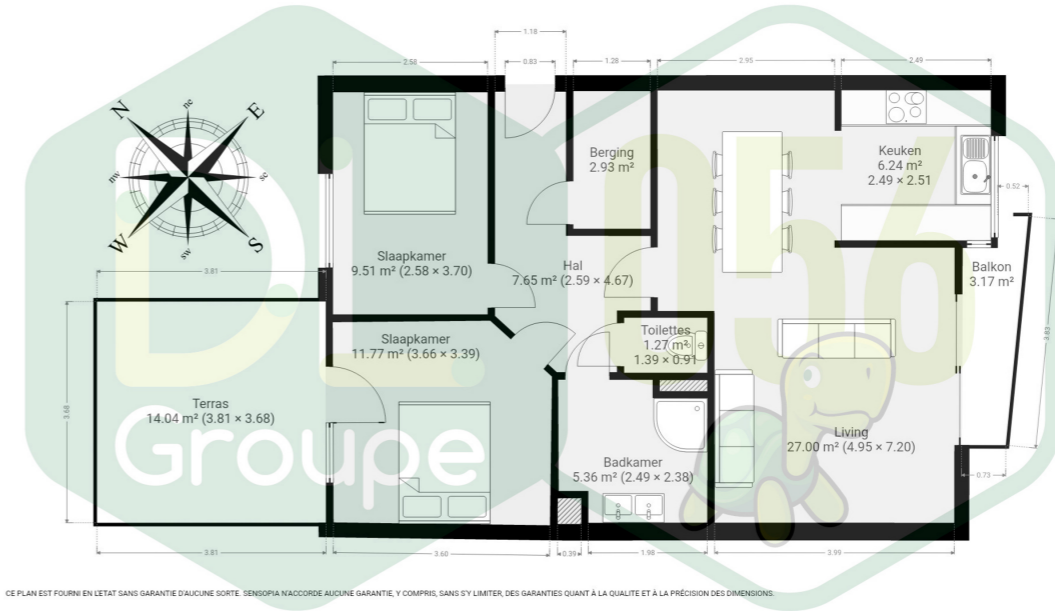 1.18
2.58
0.83
1.28
2.95
2.49
N
ne
E
nw
se
W
sw
S
Berging
2.93 m²
Keuken
6.24 m²
2.49 × 2.51
0.52
Slaapkamer
9.51 m² (2.58 × 3.70)
Hal
7.65 m² (2.59 × 4.67)
Balkon
3.17 m²
3.81
056
DL
Groupe
Toilettes
1.27 m²
1.39 × 0.91
Slaapkamer
11.77 m² (3.66 × 3.39)
3.83
Terras
14.04 m² (3.81 × 3.68)
3.68
Living
27.00 m² (4.95 × 7.20)
Badkamer
5.36 m² (2.49 × 2.38)
0.73
3.81
3.60
0.39
1.98
3.99
CE PLAN EST FOURNI EN L'ETAT SANS GARANTIE D'AUCUNE SORTE. SENSOPIA N'ACCORDE AUCUNE GARANTIE, Y COMPRIS, SANS S'Y LIMITER, DES GARANTIES QUANT À LA QUALITE ET À LA PRÉCISION DES DIMENSIONS.